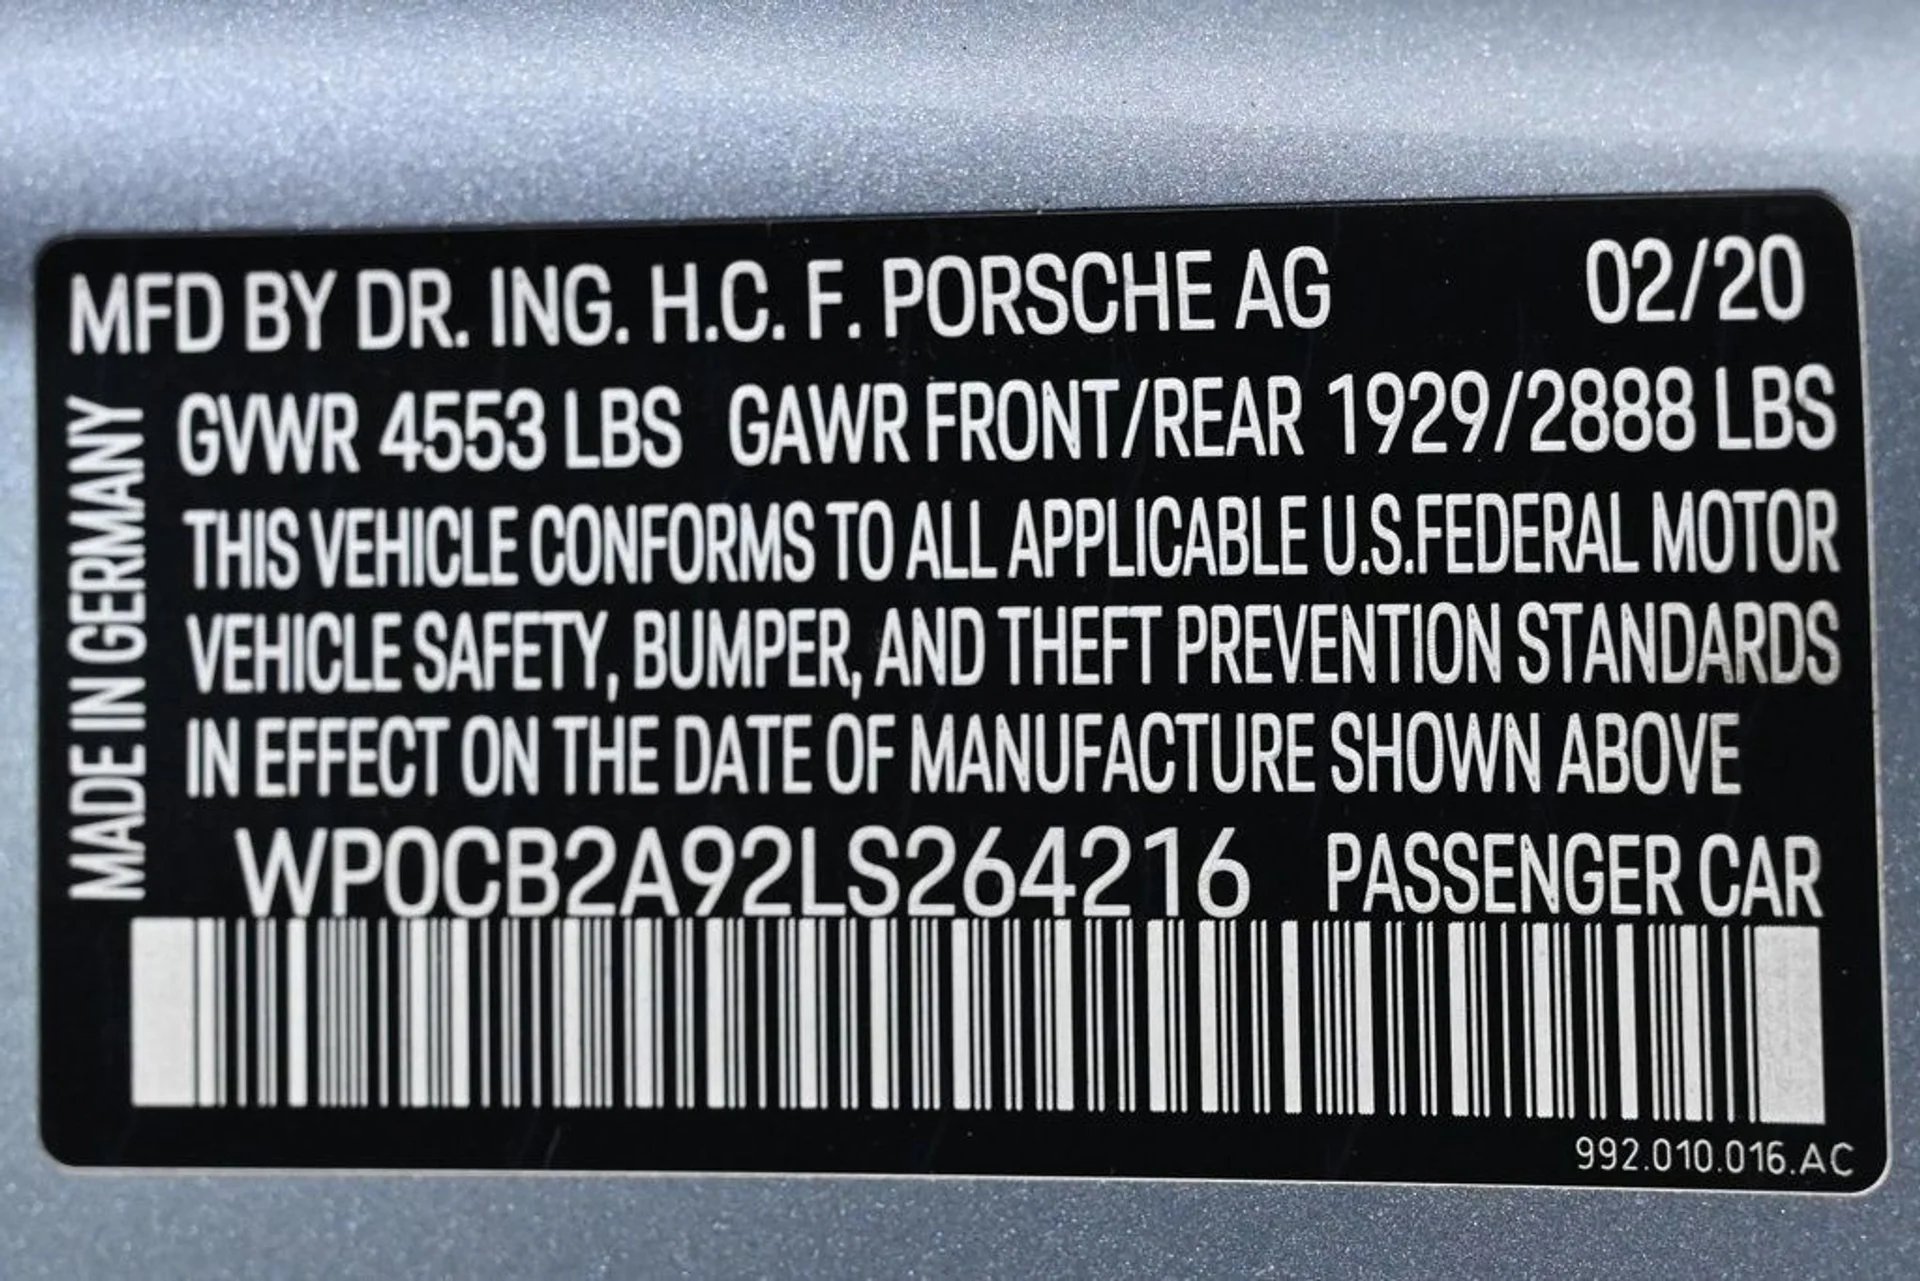 MFD BY DR. ING. H.C. F. PORSCHE AG 02/20
MADE IN GERMANY
GVWR 4553 LBS GAWR FRONT/REAR 1929/2888 LBS
THIS VEHICLE CONFORMS TO ALL APPLICABLE U.S.FEDERAL MOTOR
VEHICLE SAFETY, BUMPER, AND THEFT PREVENTION STANDARDS
IN EFFECT ON THE DATE OF MANUFACTURE SHOWN ABOVE
WP0CB2A92LS264216 PASSENGER CAR
992.010.016.AC